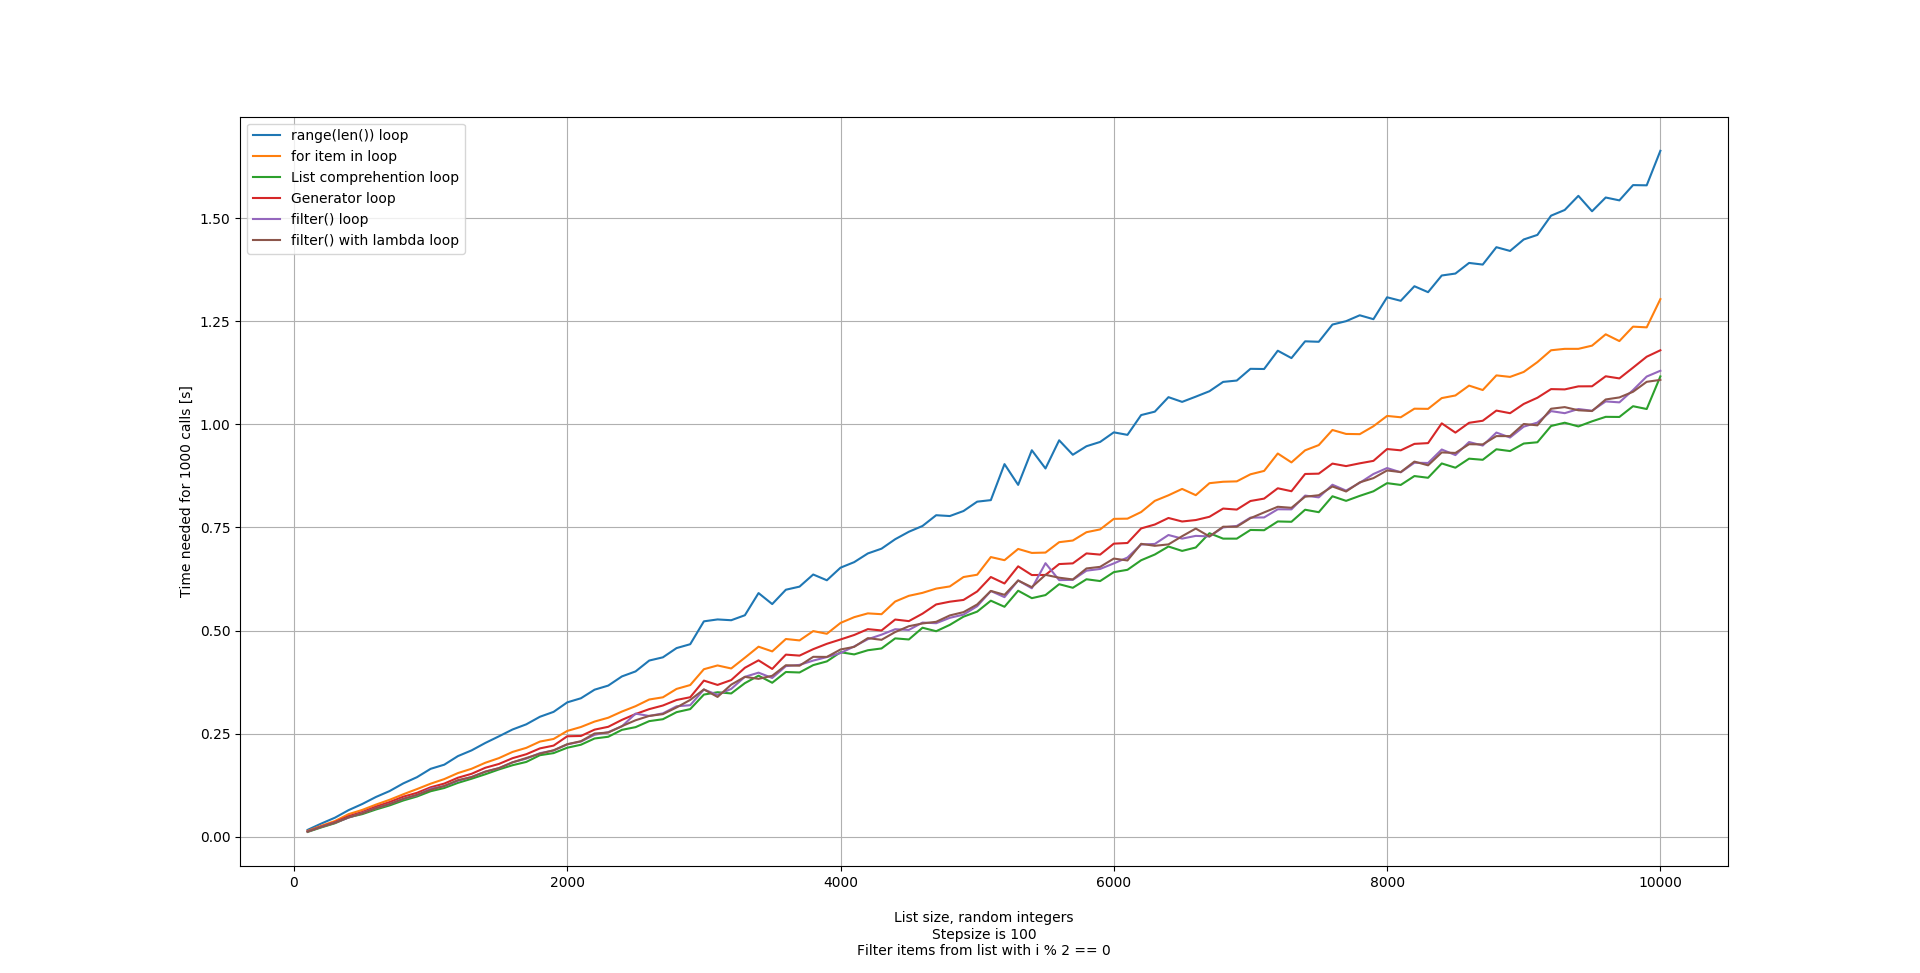 range(len()) loop
for item in loop
List comprehention loop
Generator loop
filter() loop
filter() with lambda loop
Time needed for 1000 calls [s]
1.50
1.25
1.00
0.75
0.50
0.25
0.00
0
2000
4000
6000
8000
10000
List size, random integers
Stepsize is 100
Filter items from list with i % 2 == 0